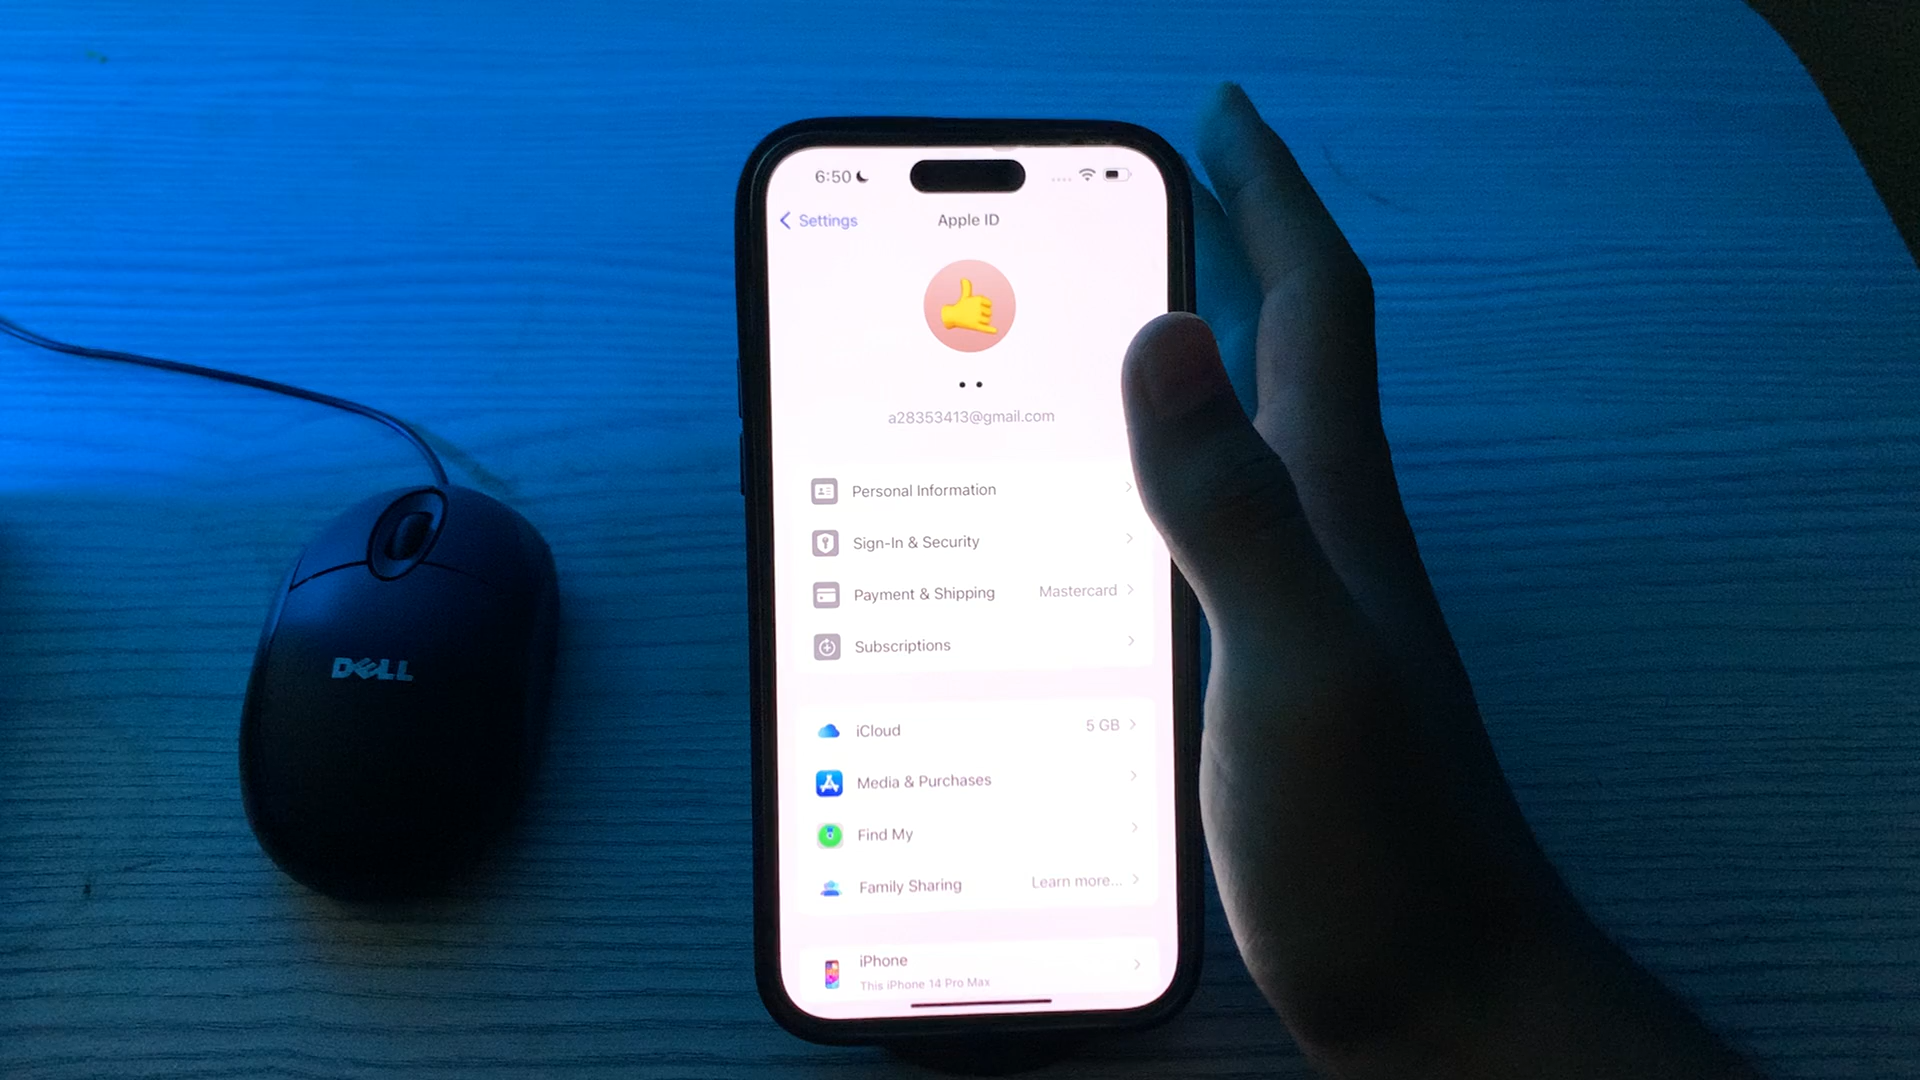 6:50
Settings
Apple ID
• •
a28353413@gmail.com
Personal Information
Sign-In & Security
Payment & Shipping Mastercard
Subscriptions
iCloud 5 GB
Media & Purchases
Find My
Family Sharing Learn more...
iPhone
This iPhone 14 Pro Max
DELL